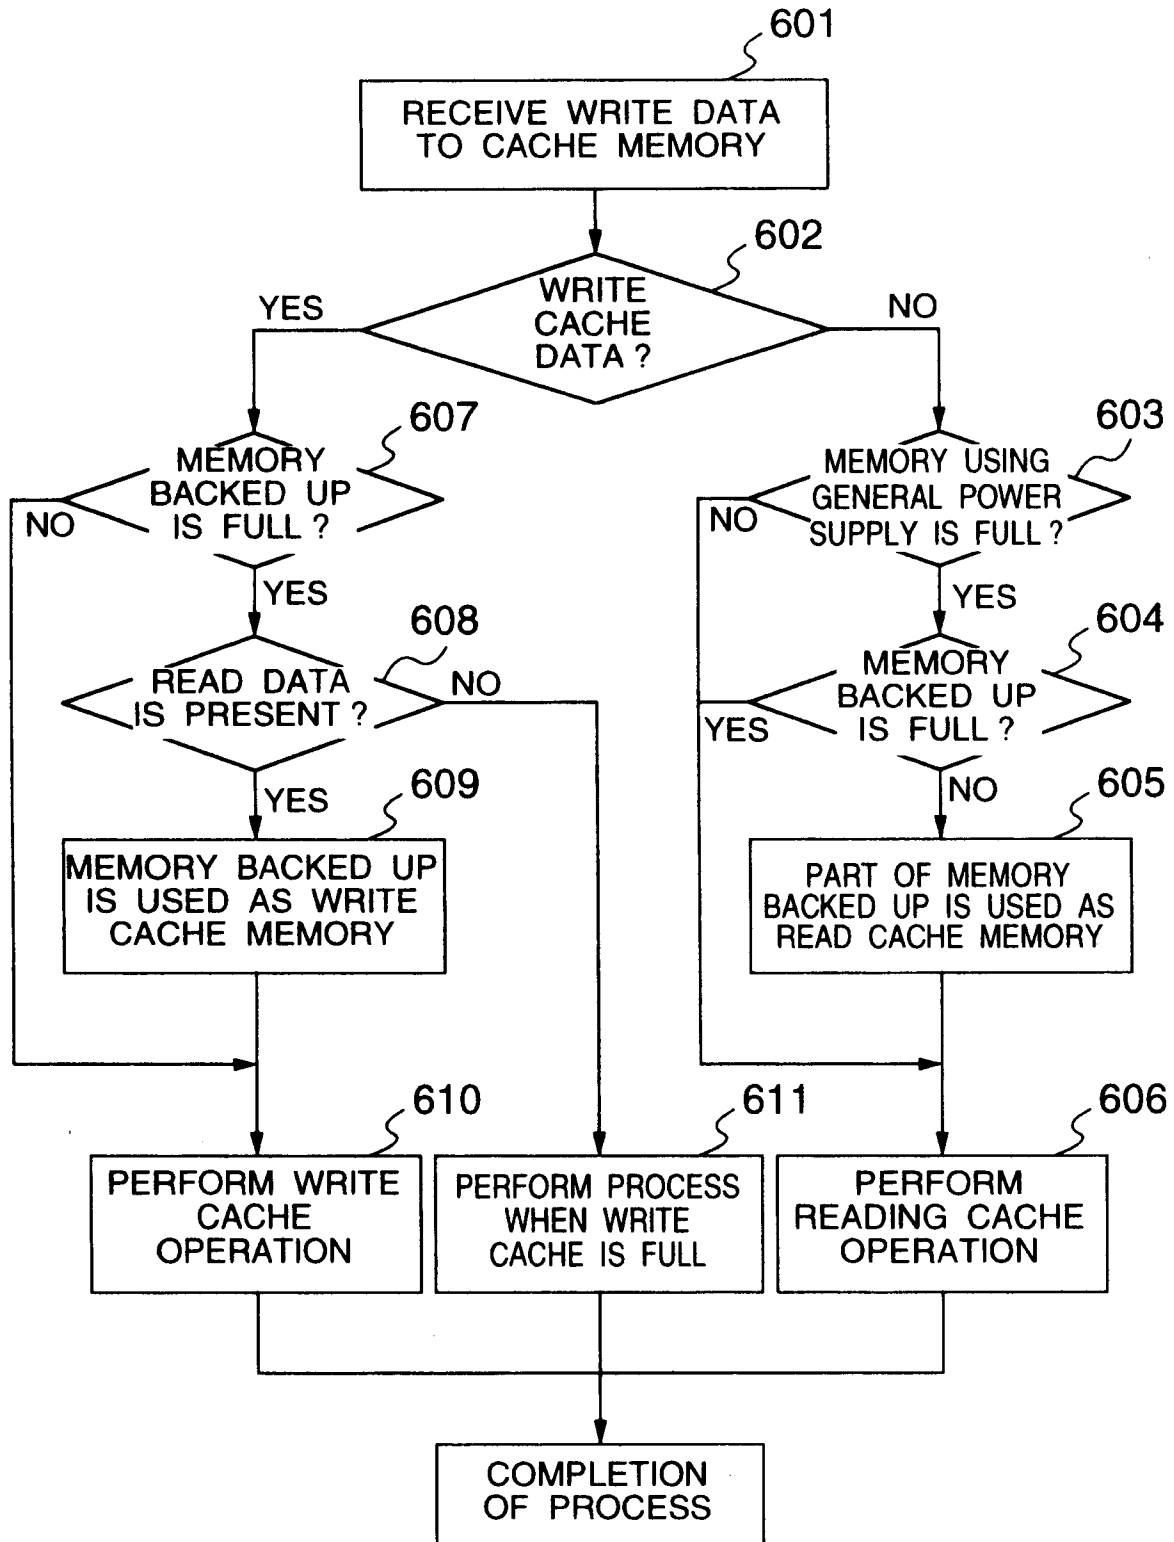 601
RECEIVE WRITE DATA
TO CACHE MEMORY
602
WRITE
CACHE
DATA ?
YES
NO
607
MEMORY
BACKED UP
IS FULL ?
NO
YES
603
MEMORY USING
GENERAL POWER
SUPPLY IS FULL ?
NO
YES
608
READ DATA
IS PRESENT ?
NO
YES
604
MEMORY
BACKED UP
IS FULL ?
YES
NO
609
MEMORY BACKED UP
IS USED AS WRITE
CACHE MEMORY
605
PART OF MEMORY
BACKED UP IS USED AS
READ CACHE MEMORY
610
PERFORM WRITE
CACHE
OPERATION
611
PERFORM PROCESS
WHEN WRITE
CACHE IS FULL
606
PERFORM
READING CACHE
OPERATION
COMPLETION
OF PROCESS